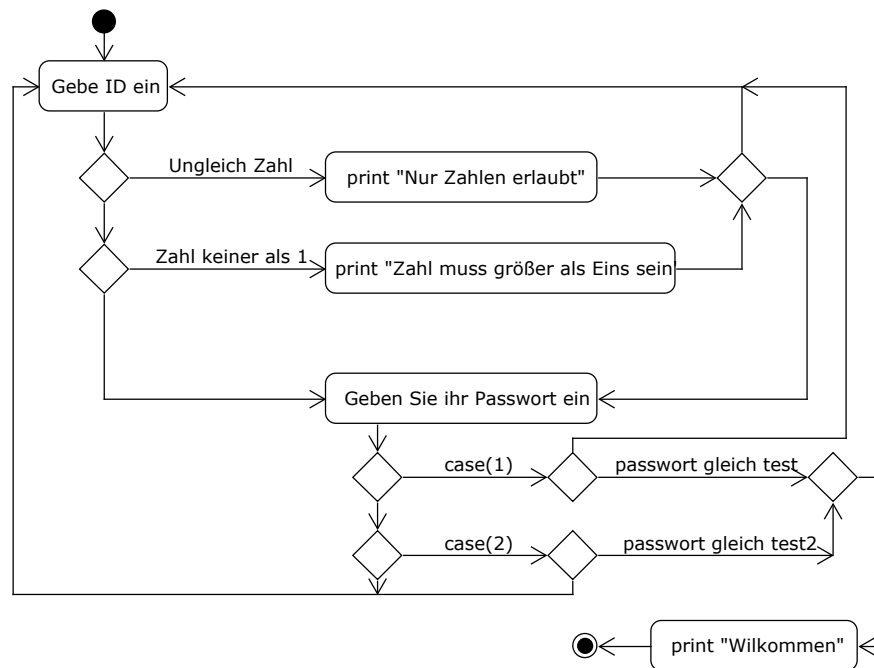 Gebe ID ein
Ungleich Zahl
print "Nur Zahlen erlaubt"
Zahl keiner als 1
print "Zahl muss größer als Eins sein"
Geben Sie ihr Passwort ein
case(1)
passwort gleich test
case(2)
passwort gleich test2
print "Wilkommen"